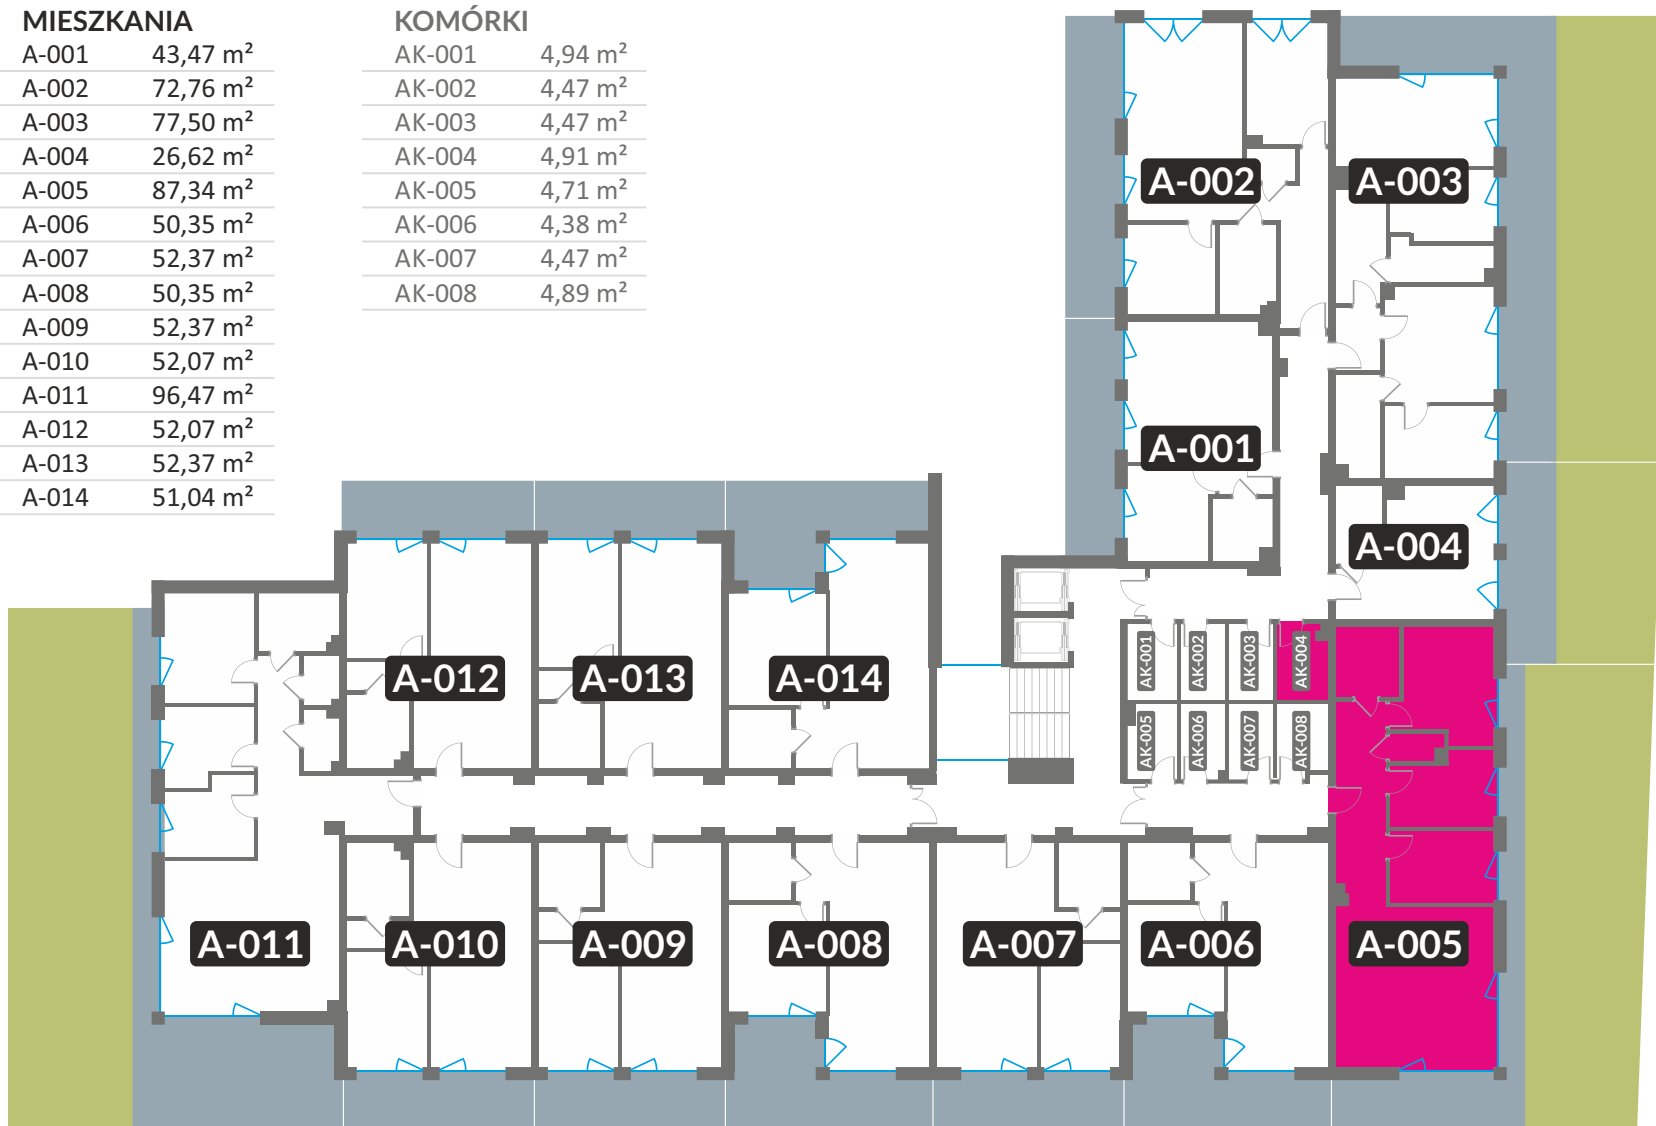 MIESZKANIA
A-001 43,47 m²
A-002 72,76 m²
A-003 77,50 m²
A-004 26,62 m²
A-005 87,34 m²
A-006 50,35 m²
A-007 52,37 m²
A-008 50,35 m²
A-009 52,37 m²
A-010 52,07 m²
A-011 96,47 m²
A-012 52,07 m²
A-013 52,37 m²
A-014 51,04 m²
KOMÓRKI
AK-001 4,94 m²
AK-002 4,47 m²
AK-003 4,47 m²
AK-004 4,91 m²
AK-005 4,71 m²
AK-006 4,38 m²
AK-007 4,47 m²
AK-008 4,89 m²
A-002
A-003
A-001
A-004
A-012
A-013
A-014
AK-001
AK-002
AK-003
AK-004
AK-005
AK-006
AK-007
AK-008
A-011
A-010
A-009
A-008
A-007
A-006
A-005